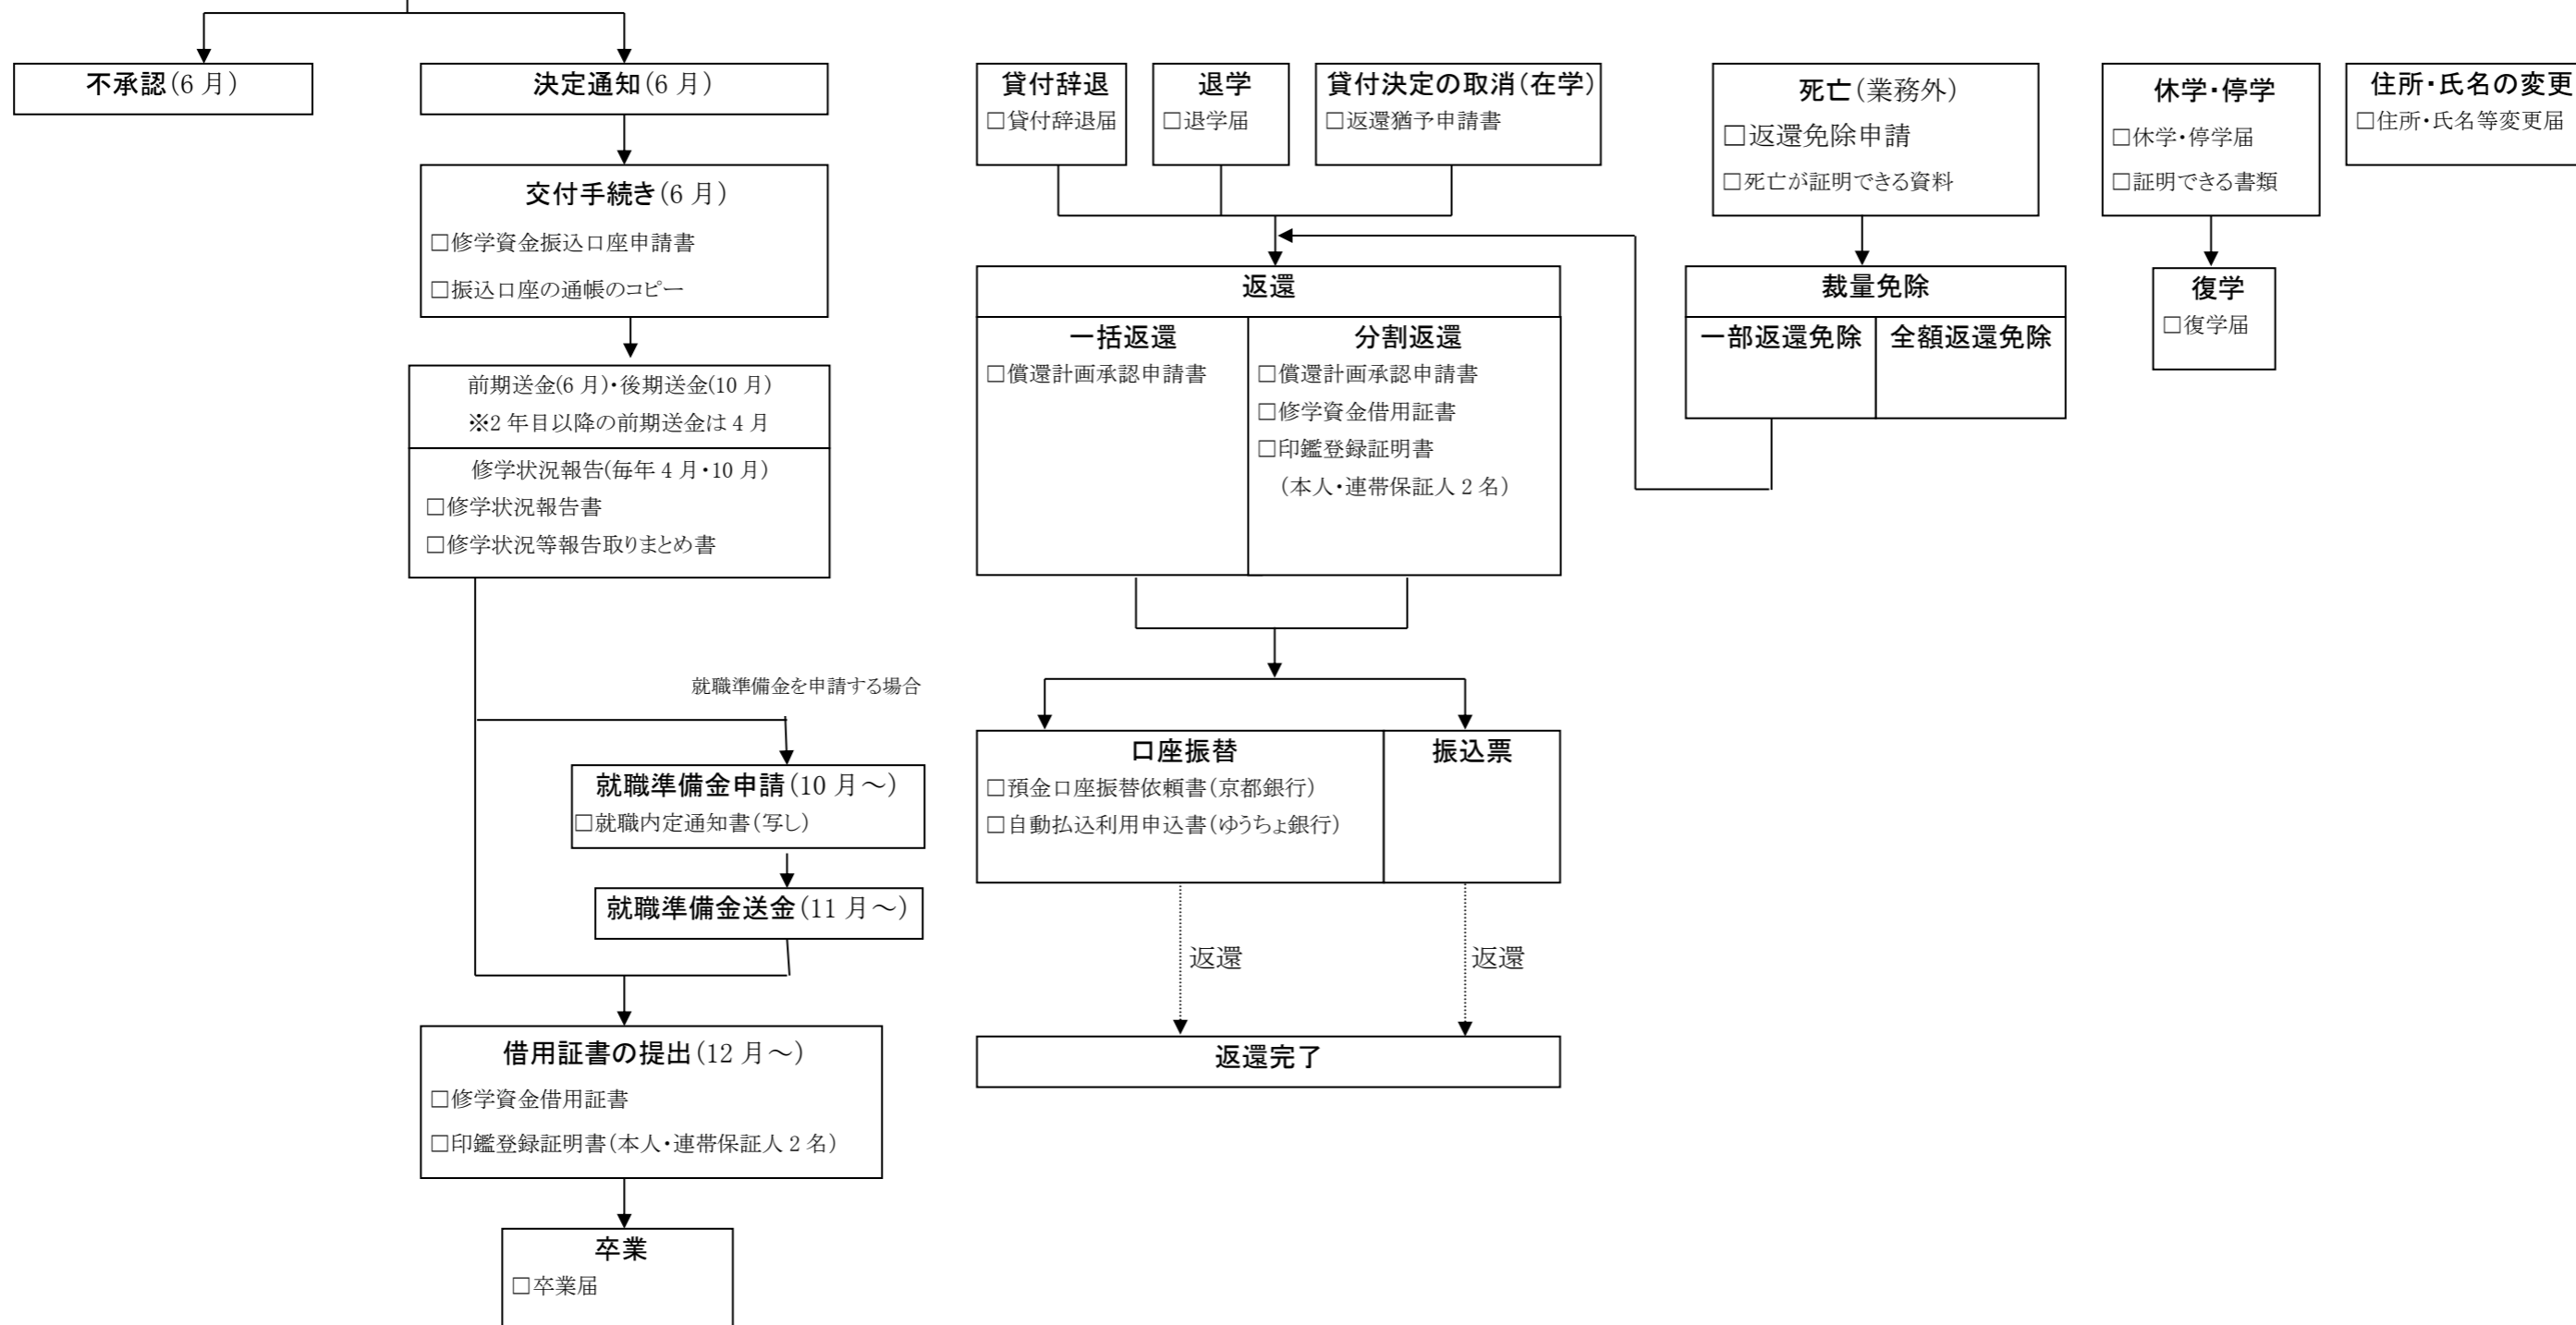 不承認(6 月)
決定通知(6 月)
交付手続き(6 月)
□修学資金振込口座申請書
□振込口座の通帳のコピー
前期送金(6 月)・後期送金(10 月)
※2 年目以降の前期送金は 4 月
修学状況報告(毎年 4 月・10 月)
□修学状況報告書
□修学状況等報告取りまとめ書
就職準備金を申請する場合
就職準備金申請(10 月～)
□就職内定通知書(写し)
就職準備金送金(11 月～)
借用証書の提出(12 月～)
□修学資金借用証書
□印鑑登録証明書(本人・連帯保証人 2 名)
卒業
□卒業届
貸付辞退
□貸付辞退届
退学
□退学届
貸付決定の取消(在学)
□返還猶予申請書
返還
一括返還
□償還計画承認申請書
分割返還
□償還計画承認申請書
□修学資金借用証書
□印鑑登録証明書
(本人・連帯保証人 2 名)
口座振替
□預金口座振替依頼書(京都銀行)
□自動払込利用申込書(ゆうちょ銀行)
振込票
返還
返還
返還完了
死亡(業務外)
□返還免除申請
□死亡が証明できる資料
裁量免除
一部返還免除
全額返還免除
休学・停学
□休学・停学届
□証明できる書類
復学
□復学届
住所・氏名の変更
□住所・氏名等変更届